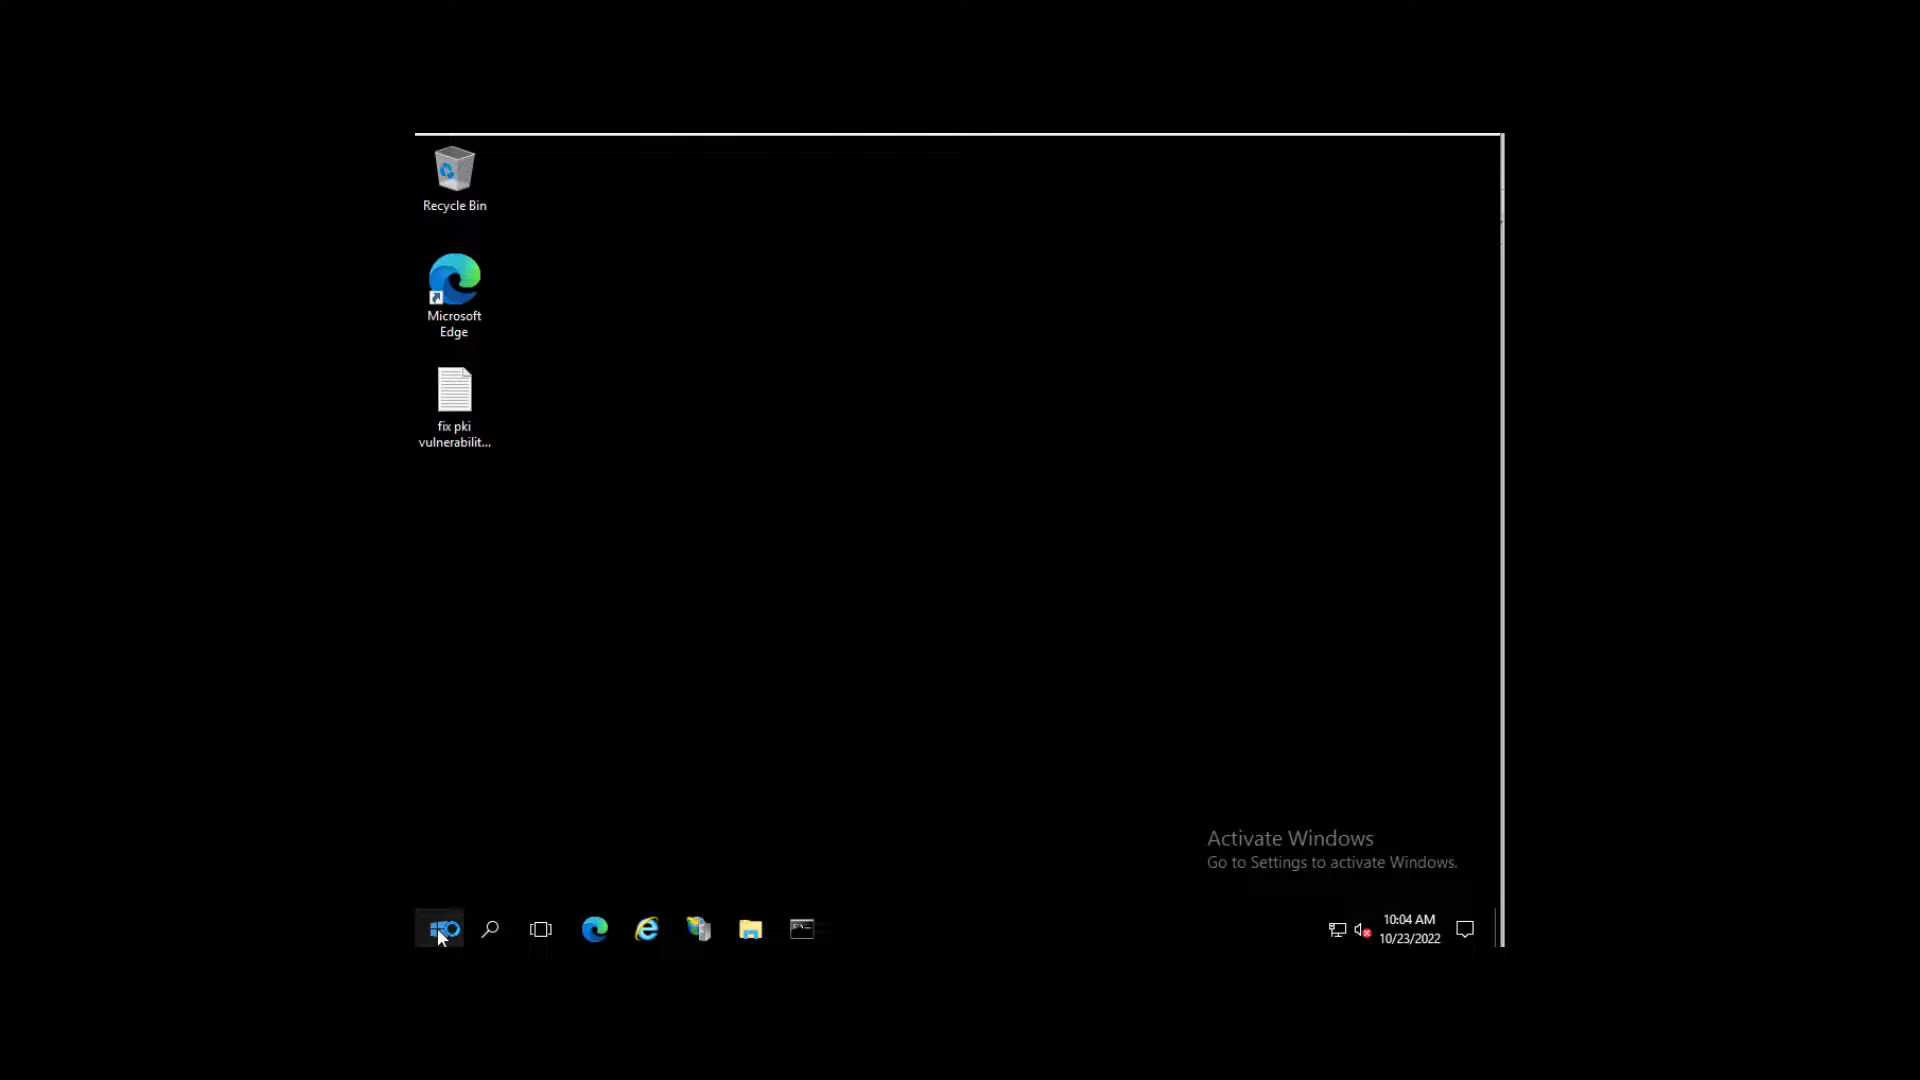 Recycle Bin
Microsoft
Edge
fix pki
vulnerabilit...
Activate Windows
Go to Settings to activate Windows.
10:04 AM
10/23/2022